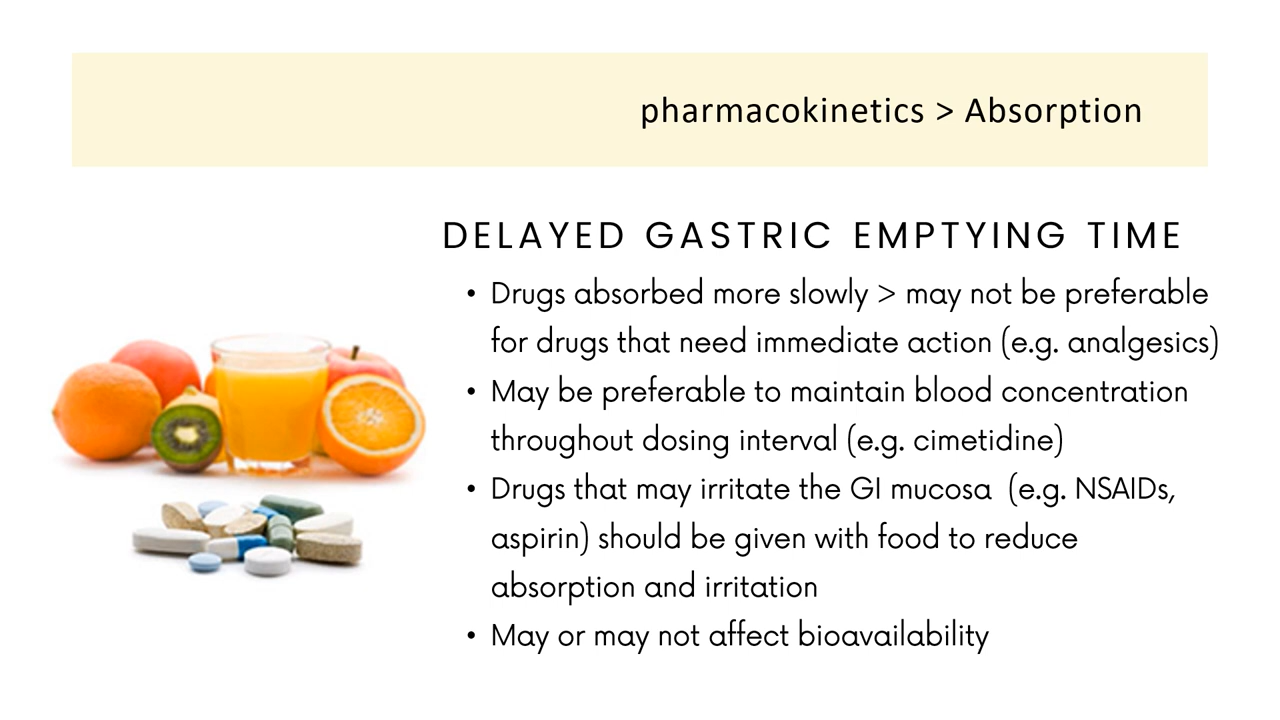 pharmacokinetics > Absorption
DELAYED GASTRIC EMPTYING TIME
• Drugs absorbed more slowly > may not be preferable
for drugs that need immediate action (e.g. analgesics)
• May be preferable to maintain blood concentration
throughout dosing interval (e.g. cimetidine)
• Drugs that may irritate the GI mucosa (e.g. NSAIDs,
aspirin) should be given with food to reduce
absorption and irritation
• May or may not affect bioavailability